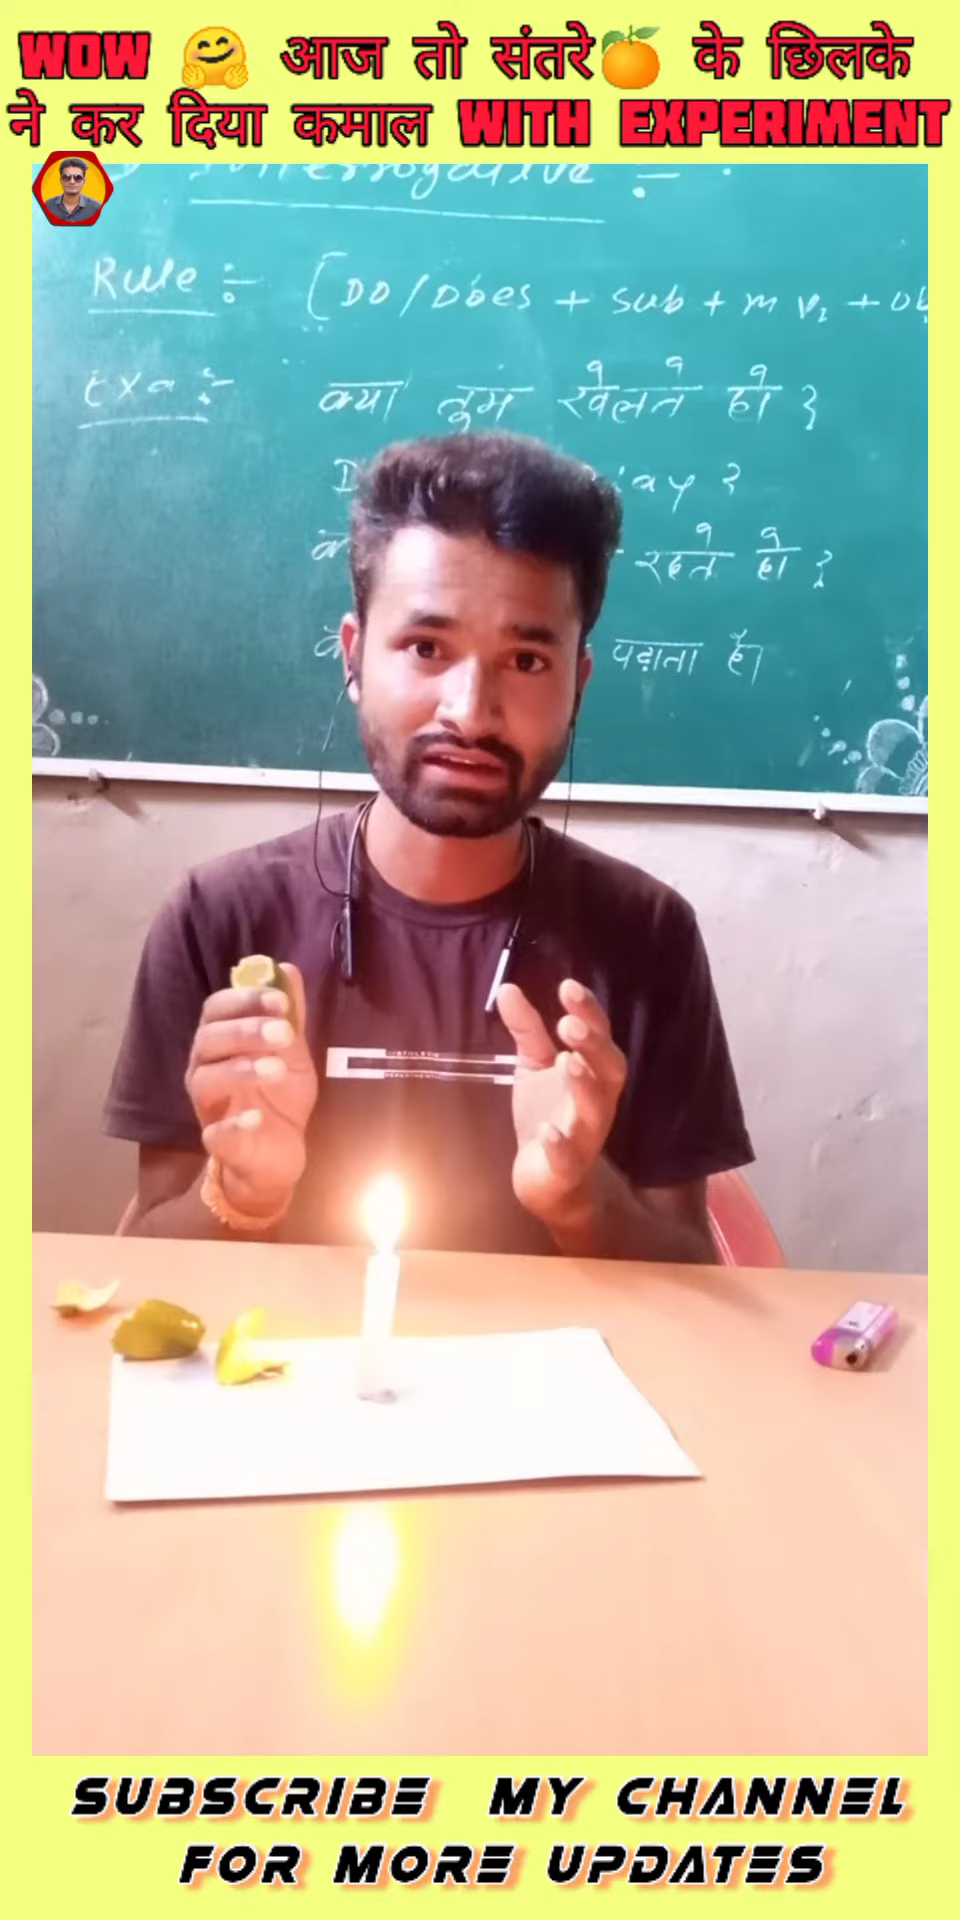 WOW 🤗 आज तो संतरे🍊 के छिलके
ने कर दिया कमाल WITH EXPERIMENT
Interrogative :-
Rule :- [DO/Does + sub + m v₁ +
Exa :- क्या तुम खेलते हो ?
रहते हो ?
पढ़ाता है।
SUBSCRIBE MY CHANNEL
FOR MORE UPDATES